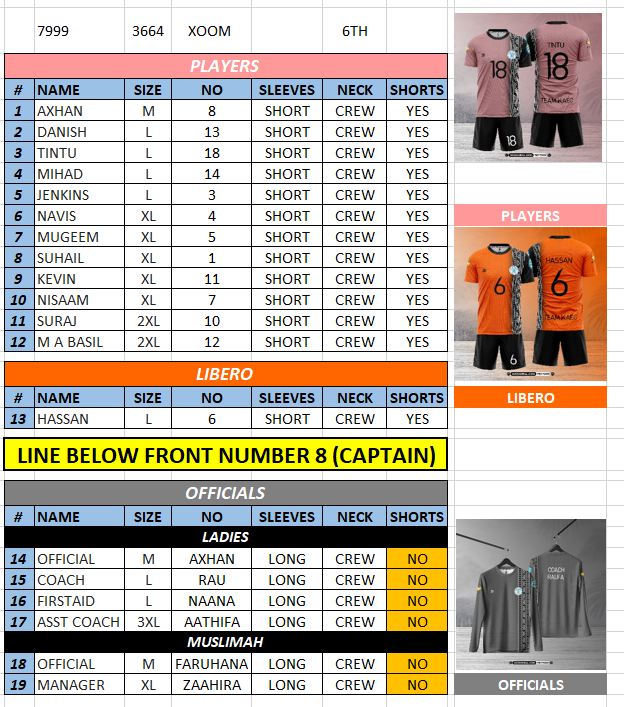 7999 3664 XOOM 6TH
PLAYERS
# NAME SIZE NO SLEEVES NECK SHORTS
1 AXHAN M 8 SHORT CREW YES
2 DANISH L 13 SHORT CREW YES
3 TINTU L 18 SHORT CREW YES
4 MIHAD L 14 SHORT CREW YES
5 JENKINS L 3 SHORT CREW YES
6 NAVIS XL 4 SHORT CREW YES
7 MUGEEM XL 5 SHORT CREW YES
8 SUHAIL XL 1 SHORT CREW YES
9 KEVIN XL 11 SHORT CREW YES
10 NISAAM XL 7 SHORT CREW YES
11 SURAJ 2XL 10 SHORT CREW YES
12 M A BASIL 2XL 12 SHORT CREW YES
LIBERO
# NAME SIZE NO SLEEVES NECK SHORTS
13 HASSAN L 6 SHORT CREW YES
LINE BELOW FRONT NUMBER 8 (CAPTAIN)
OFFICIALS
# NAME SIZE NO SLEEVES NECK SHORTS
LADIES
14 OFFICIAL M AXHAN LONG CREW NO
15 COACH L RAU LONG CREW NO
16 FIRSTAID L NAANA LONG CREW NO
17 ASST COACH 3XL AATHIFA LONG CREW NO
MUSLIMAH
18 OFFICIAL M FARUHANA LONG CREW NO
19 MANAGER XL ZAAHIRA LONG CREW NO
TINTU
18
18
TEAM KAEC
18
PLAYERS
HASSAN
6
6
TEAM KAEC
6
LIBERO
COACH
RAUFA
OFFICIALS